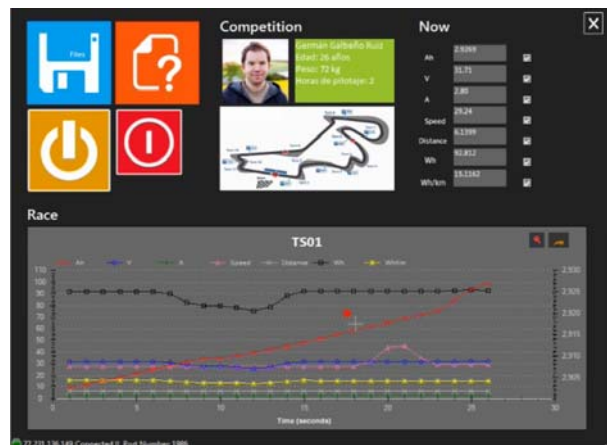 Competition
Now
X
Files
Germán Galbeño Ruiz
Edad: 26 años
Peso: 72 kg
Horas de pilotaje: 2
Ah 2.9269
V 31.71
A 2.80
Speed 29.24
Distance 6.1399
Wh 92.812
Wh/km 15.1162
Race
TS01
Ah V A Speed Distance Wh Wh/km
110
100
90
80
70
60
50
40
30
20
10
0
2.930
2.925
2.920
2.915
2.910
2.905
0 5 10 15 20 25 30
Time (seconds)